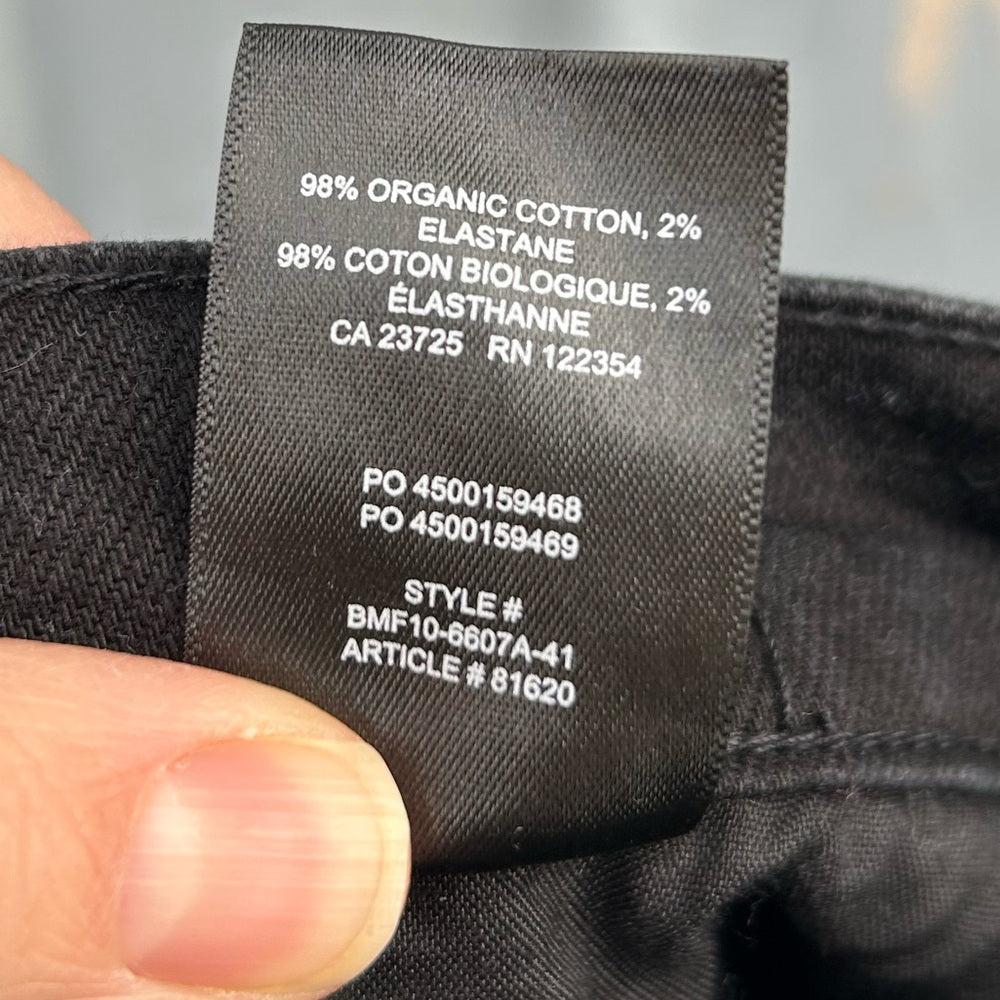 98% ORGANIC COTTON, 2%
ELASTANE
98% COTON BIOLOGIQUE, 2%
ÉLASTHANNE
CA 23725 RN 122354
PO 4500159468
PO 4500159469
STYLE #
BMF10-6607A-41
ARTICLE # 81620